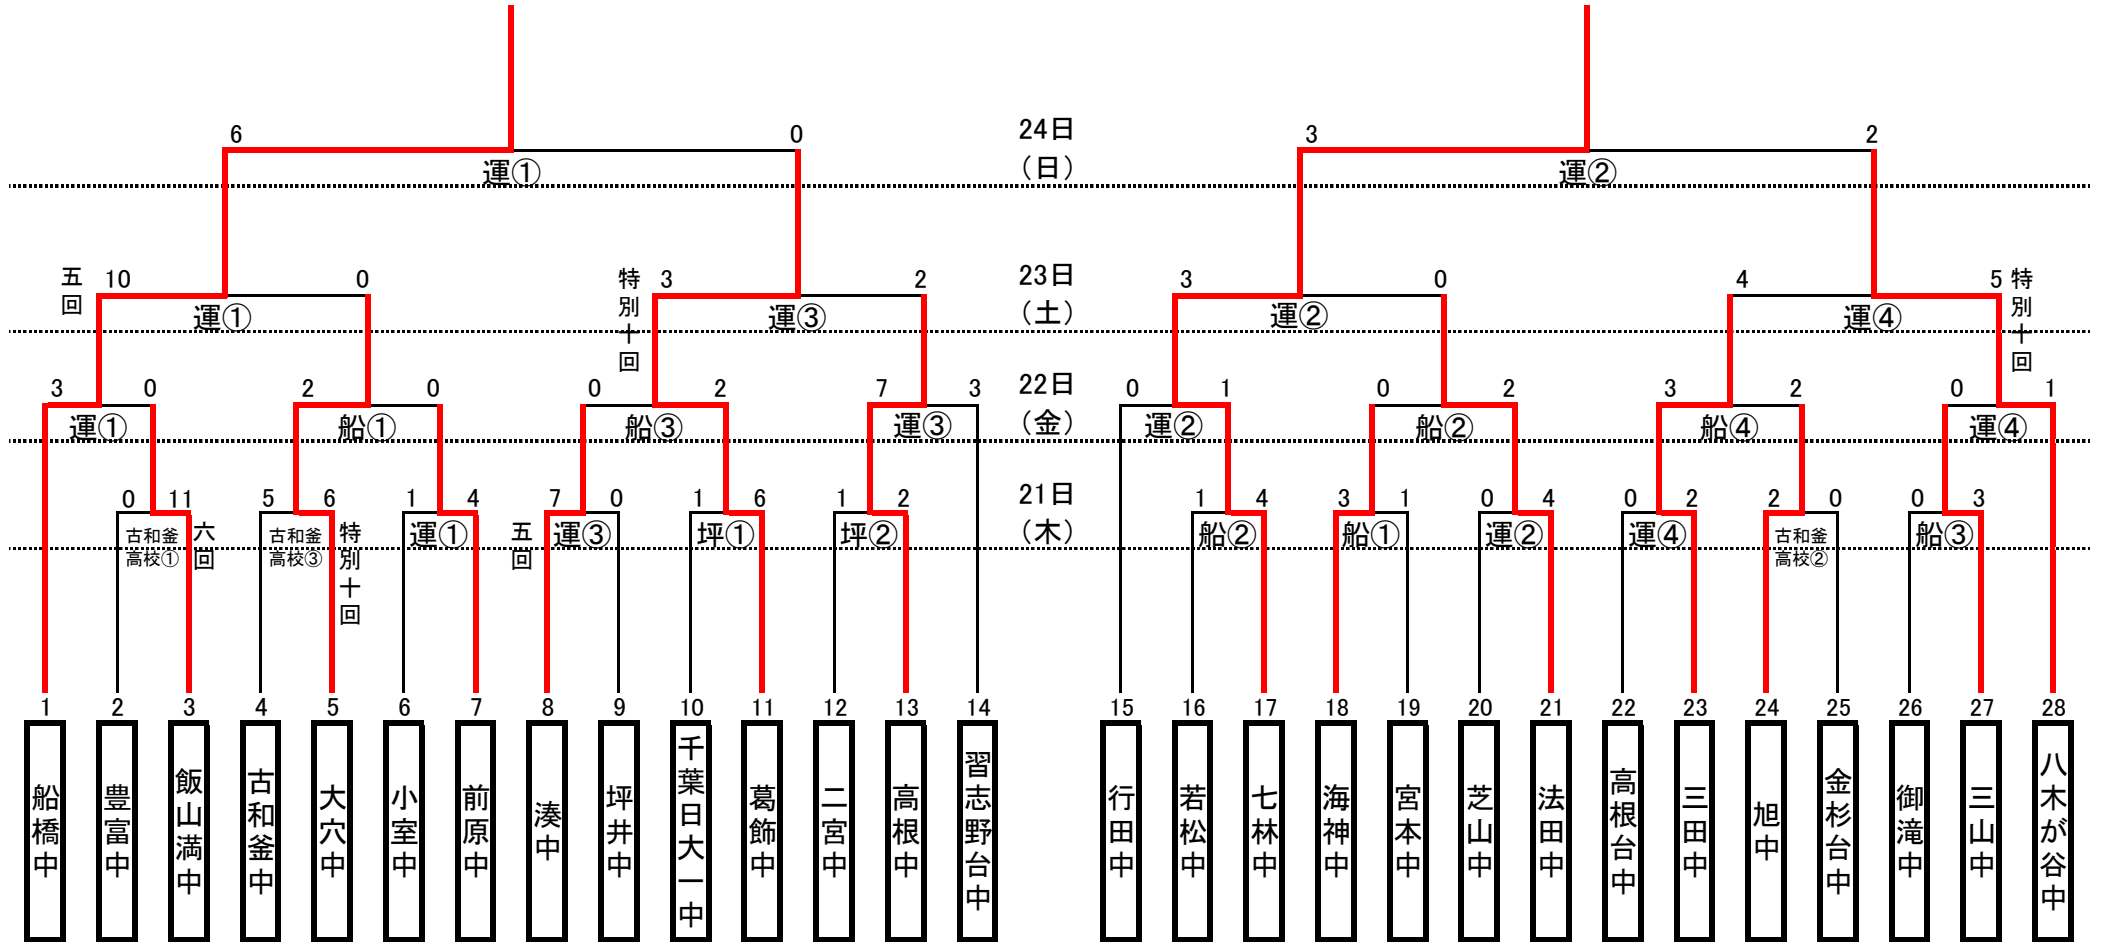 6 0 24日 3 2
運① （日） 運②
五回 10 0 特別十回 3 2 23日 3 0 4 5 特別十回
運① 運③ （土） 運② 運④
3 0 2 0 0 2 7 3 22日 0 1 0 2 3 2 0 1
運① 船① 船③ 運③ （金） 運② 船② 船④ 運④
0 11 5 6 1 4 7 0 1 6 1 2 21日 1 4 3 1 0 4 0 2 2 0 0 3
古和釜 六回 古和釜 特別十回 運① 五回 運③ 坪① 坪② （木） 船② 船① 運② 運④ 古和釜 船③
高校① 高校③ 高校②
1 2 3 4 5 6 7 8 9 10 11 12 13 14 15 16 17 18 19 20 21 22 23 24 25 26 27 28
船橋中
豊富中
飯山満中
古和釜中
大穴中
小室中
前原中
湊中
坪井中
千葉日大一中
葛飾中
二宮中
高根中
習志野台中
行田中
若松中
七林中
海神中
宮本中
芝山中
法田中
高根台中
三田中
旭中
金杉台中
御滝中
三山中
八木が谷中